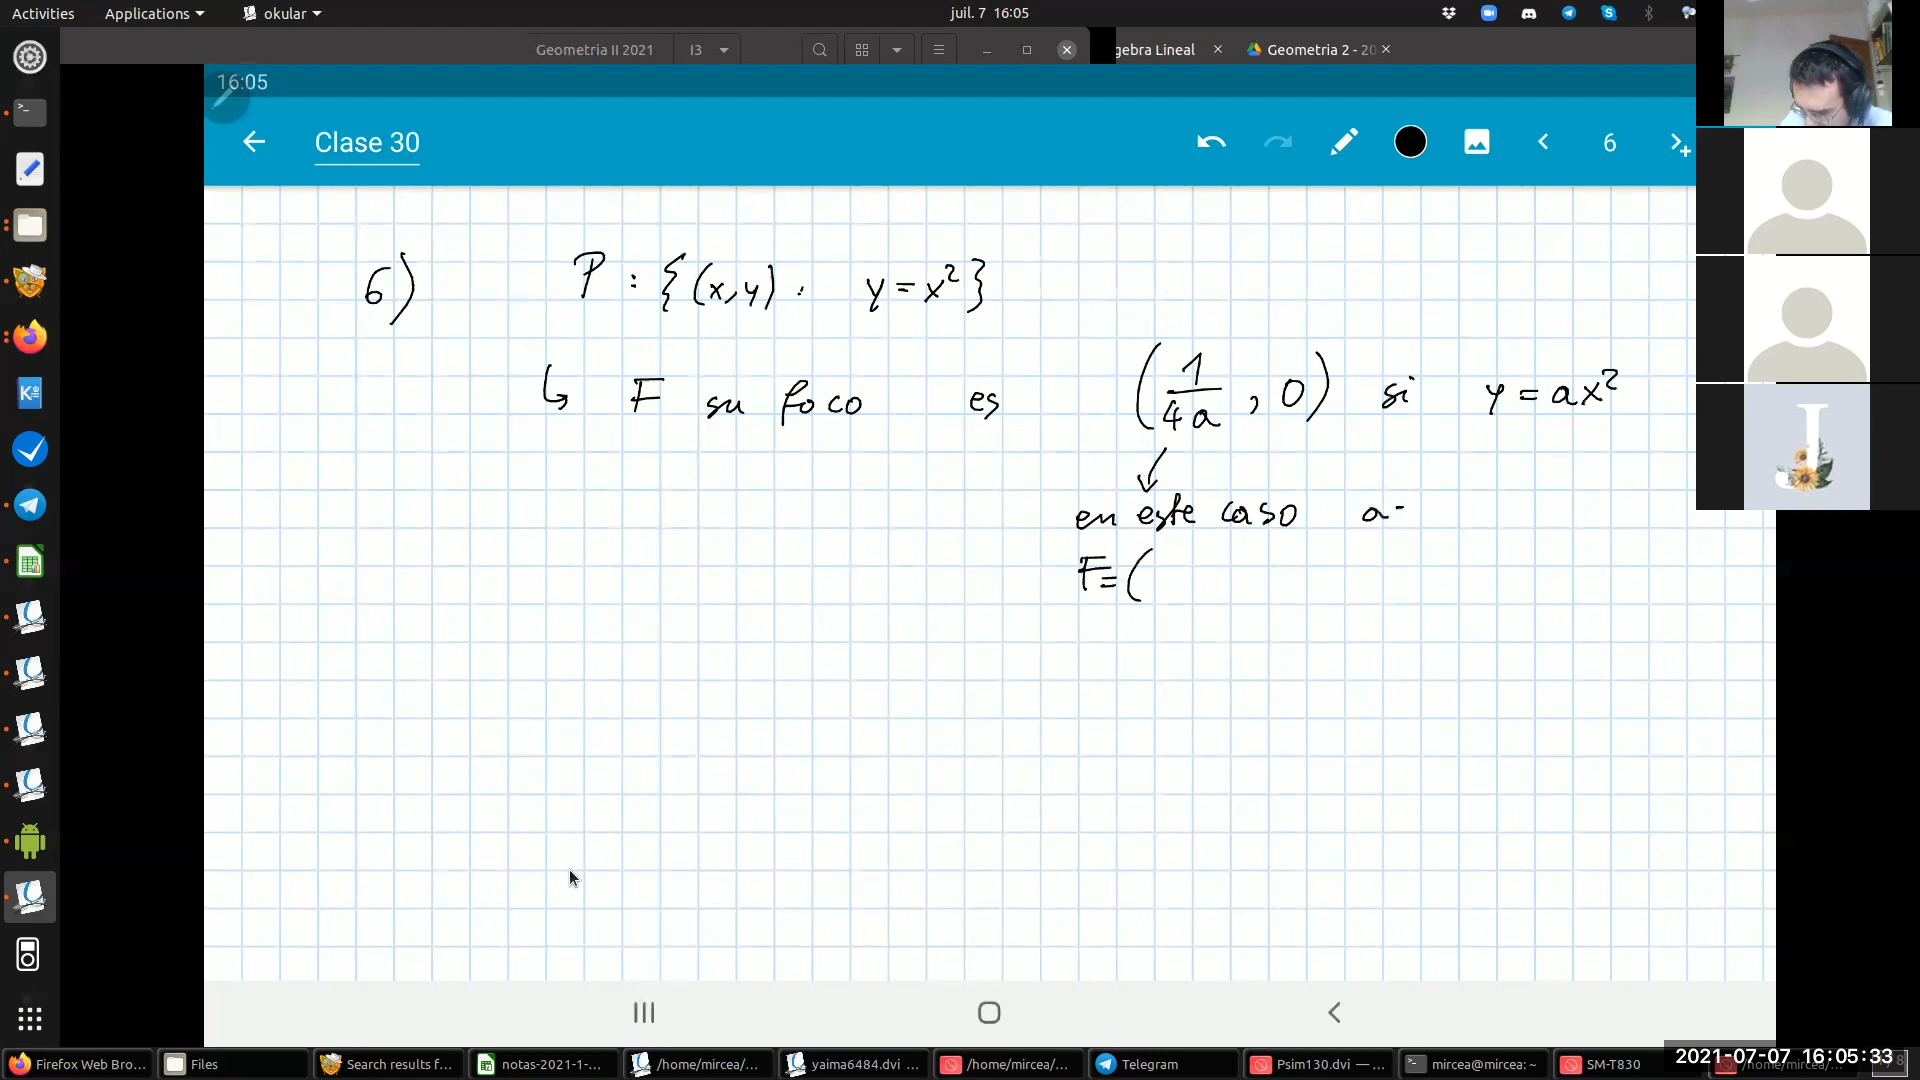 Activities Applications okular juil. 7 16:05
Geometria II 2021 I3 gebra Lineal Geometria 2 - 20
16:05
Clase 30 6
6) P : {(x,y) . y = x²}
↳ F su foco es (1/4a , 0) si y = ax²
↓
en este caso a-
F= (
J
Firefox Web Bro... Files Search results f... notas-2021-1-... /home/mircea/... yaima6484.dvi ... /home/mircea/... Telegram Psim130.dvi — ... mircea@mircea: ~ SM-T830
2021-07-07 16:05:33